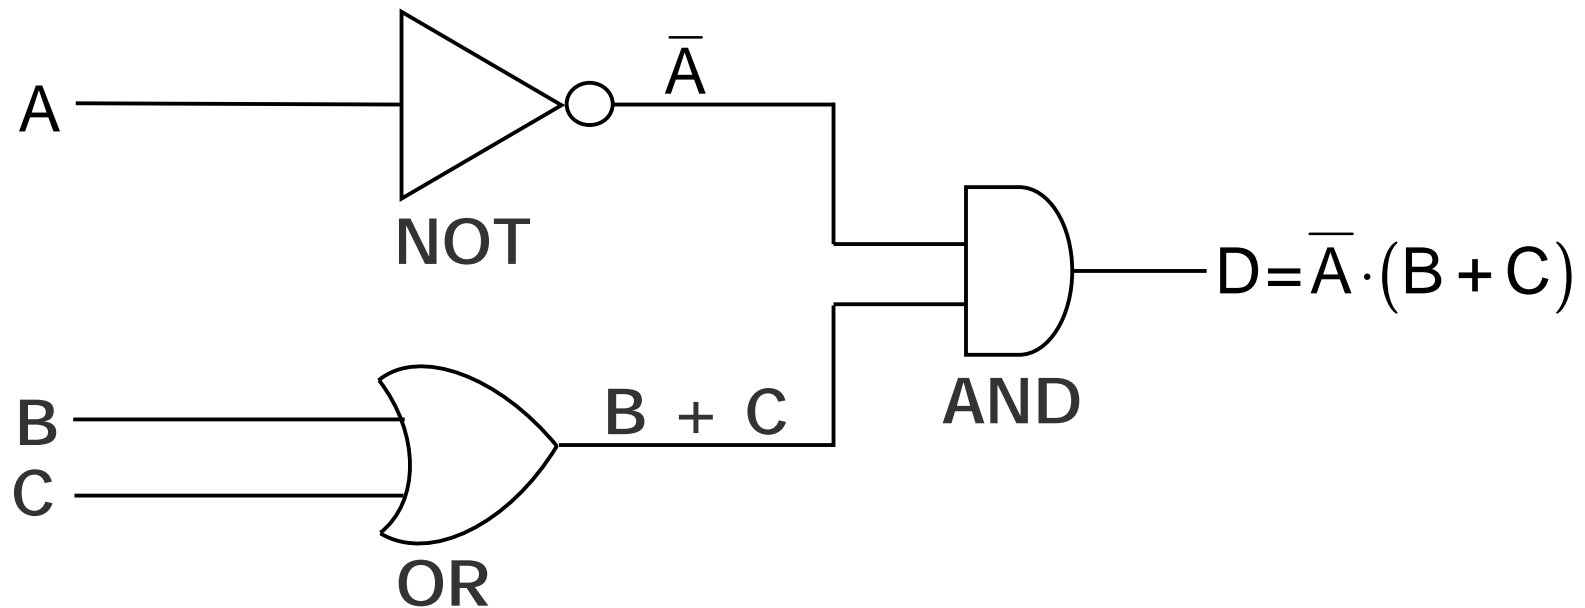 A̅
A
NOT
D = A̅ · (B + C)
AND
B + C
B
C
OR